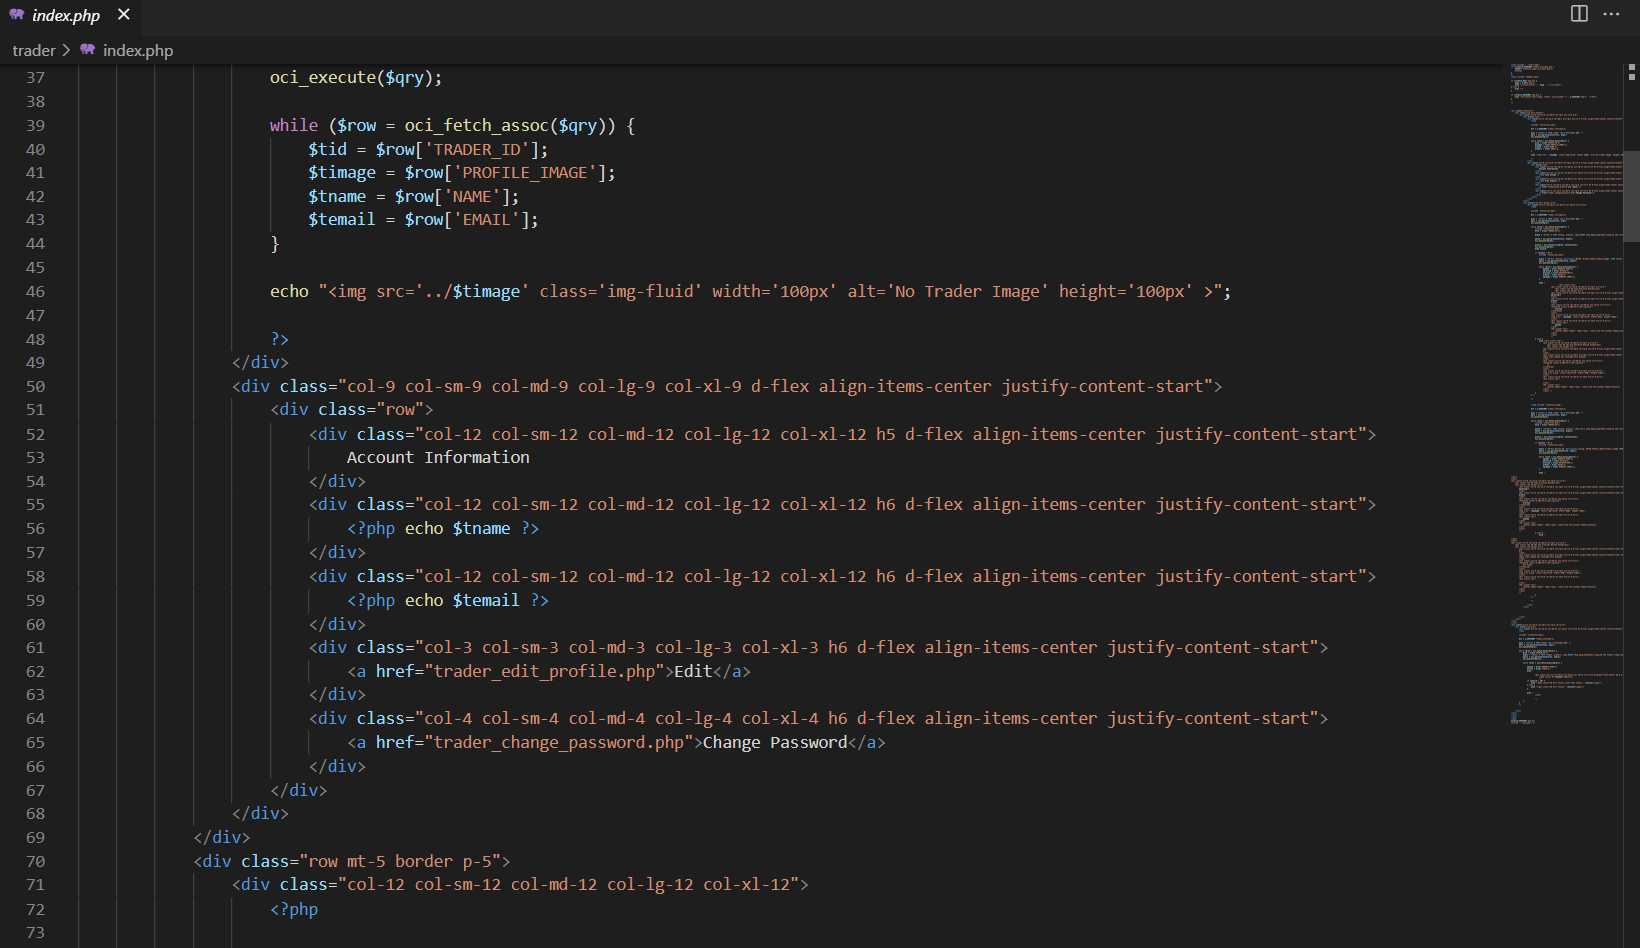 index.php
trader > index.php
37 oci_execute($qry);
38
39 while ($row = oci_fetch_assoc($qry)) {
40 $tid = $row['TRADER_ID'];
41 $timage = $row['PROFILE_IMAGE'];
42 $tname = $row['NAME'];
43 $temail = $row['EMAIL'];
44 }
45
46 echo "<img src='../$timage' class='img-fluid' width='100px' alt='No Trader Image' height='100px' >";
47
48 ?>
49 </div>
50 <div class="col-9 col-sm-9 col-md-9 col-lg-9 col-xl-9 d-flex align-items-center justify-content-start">
51 <div class="row">
52 <div class="col-12 col-sm-12 col-md-12 col-lg-12 col-xl-12 h5 d-flex align-items-center justify-content-start">
53 Account Information
54 </div>
55 <div class="col-12 col-sm-12 col-md-12 col-lg-12 col-xl-12 h6 d-flex align-items-center justify-content-start">
56 <?php echo $tname ?>
57 </div>
58 <div class="col-12 col-sm-12 col-md-12 col-lg-12 col-xl-12 h6 d-flex align-items-center justify-content-start">
59 <?php echo $temail ?>
60 </div>
61 <div class="col-3 col-sm-3 col-md-3 col-lg-3 col-xl-3 h6 d-flex align-items-center justify-content-start">
62 <a href="trader_edit_profile.php">Edit</a>
63 </div>
64 <div class="col-4 col-sm-4 col-md-4 col-lg-4 col-xl-4 h6 d-flex align-items-center justify-content-start">
65 <a href="trader_change_password.php">Change Password</a>
66 </div>
67 </div>
68 </div>
69 </div>
70 <div class="row mt-5 border p-5">
71 <div class="col-12 col-sm-12 col-md-12 col-lg-12 col-xl-12">
72 <?php
73